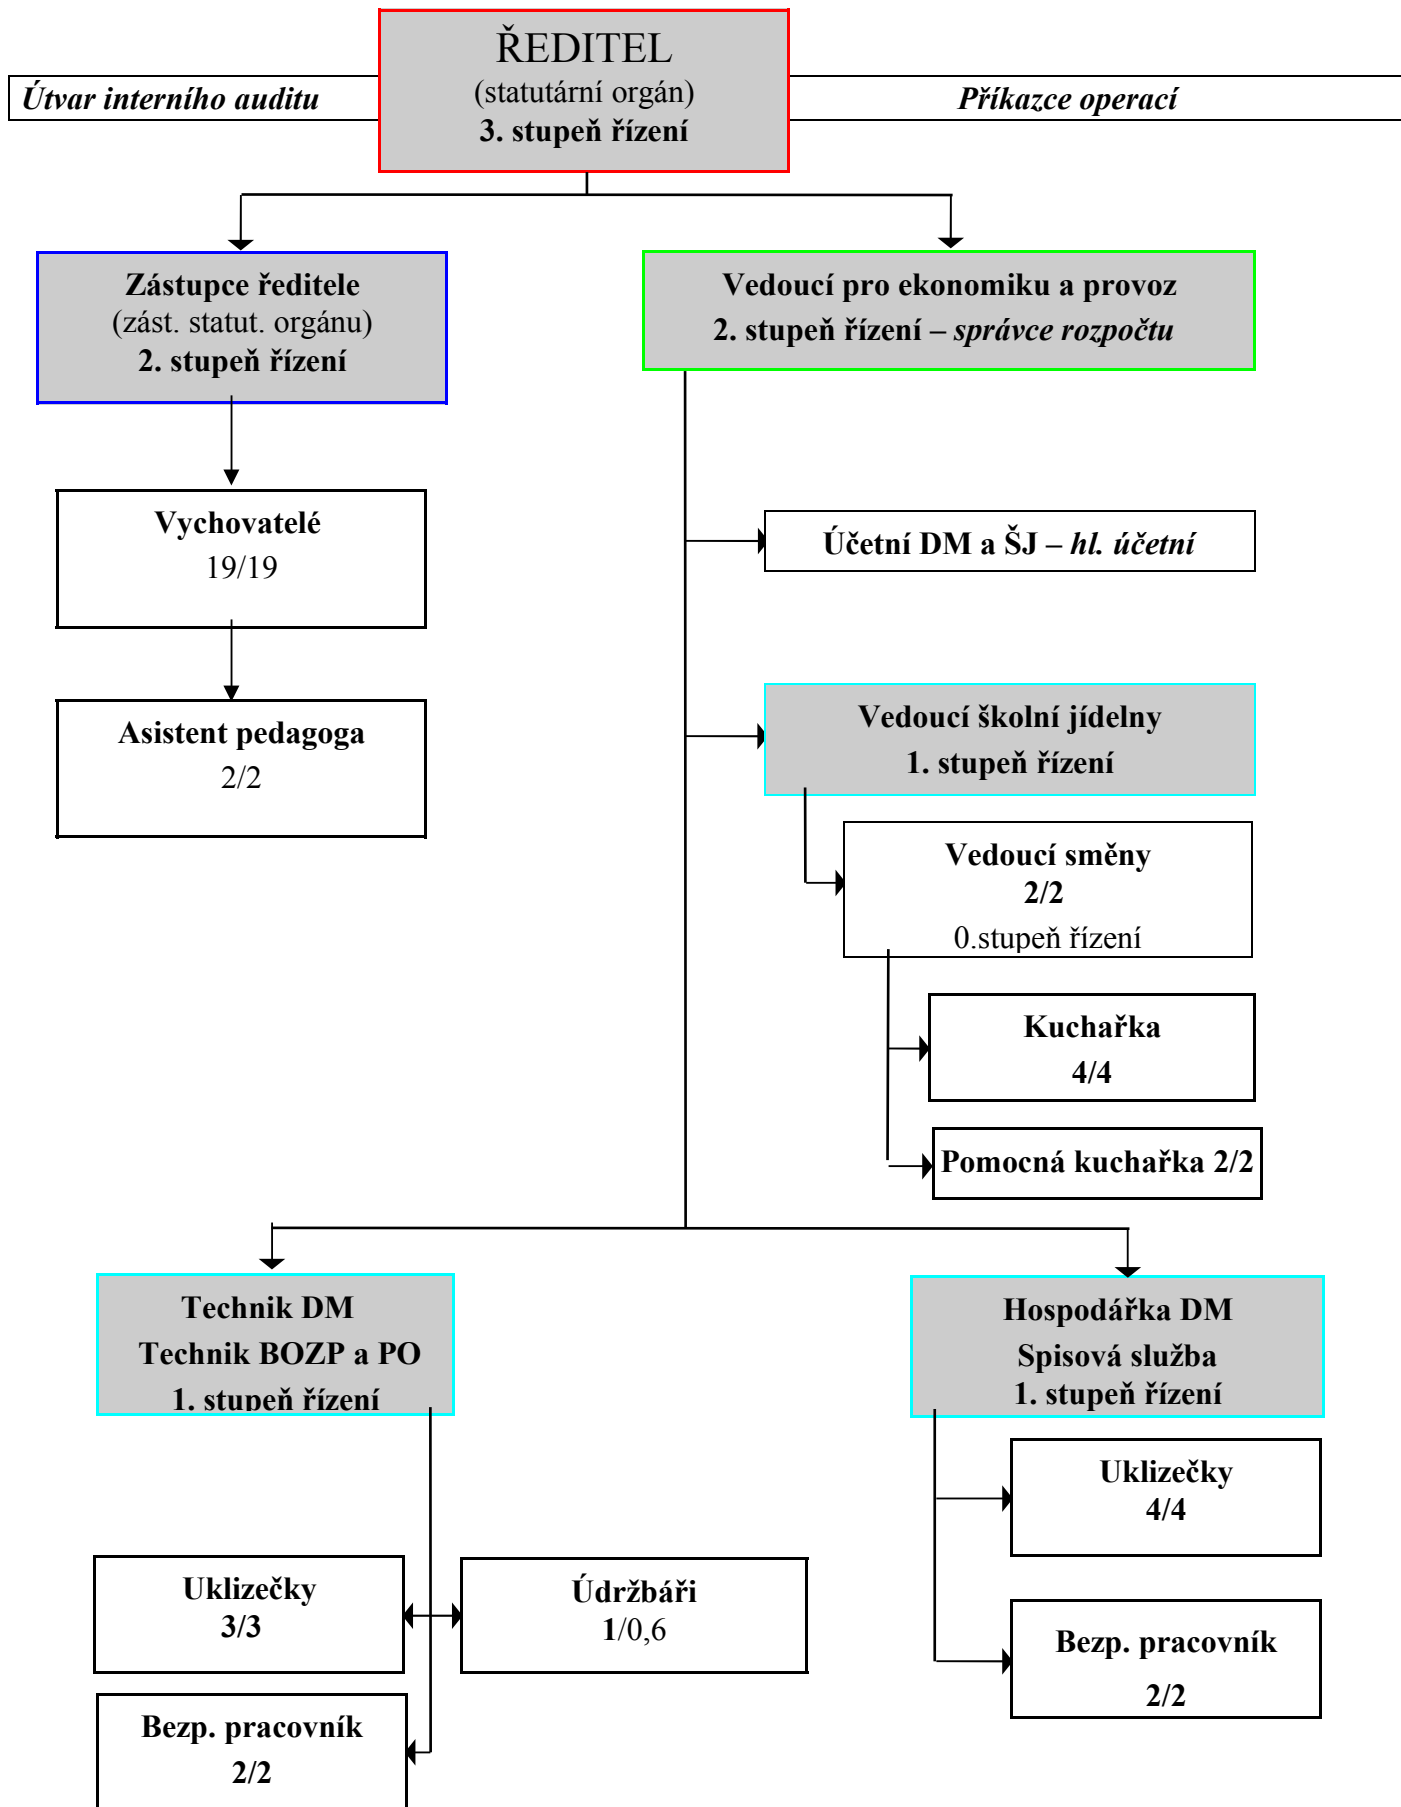 ŘEDITEL
(statutární orgán)
3. stupeň řízení
Útvar interního auditu
Příkazce operací
Zástupce ředitele
(zást. statut. orgánu)
2. stupeň řízení
Vedoucí pro ekonomiku a provoz
2. stupeň řízení – správce rozpočtu
Vychovatelé
19/19
Účetní DM a ŠJ – hl. účetní
Asistent pedagoga
2/2
Vedoucí školní jídelny
1. stupeň řízení
Vedoucí směny
2/2
0.stupeň řízení
Kuchařka
4/4
Pomocná kuchařka 2/2
Technik DM
Technik BOZP a PO
1. stupeň řízení
Hospodářka DM
Spisová služba
1. stupeň řízení
Uklizečky
4/4
Uklizečky
3/3
Údržbáři
1/0,6
Bezp. pracovník
2/2
Bezp. pracovník
2/2